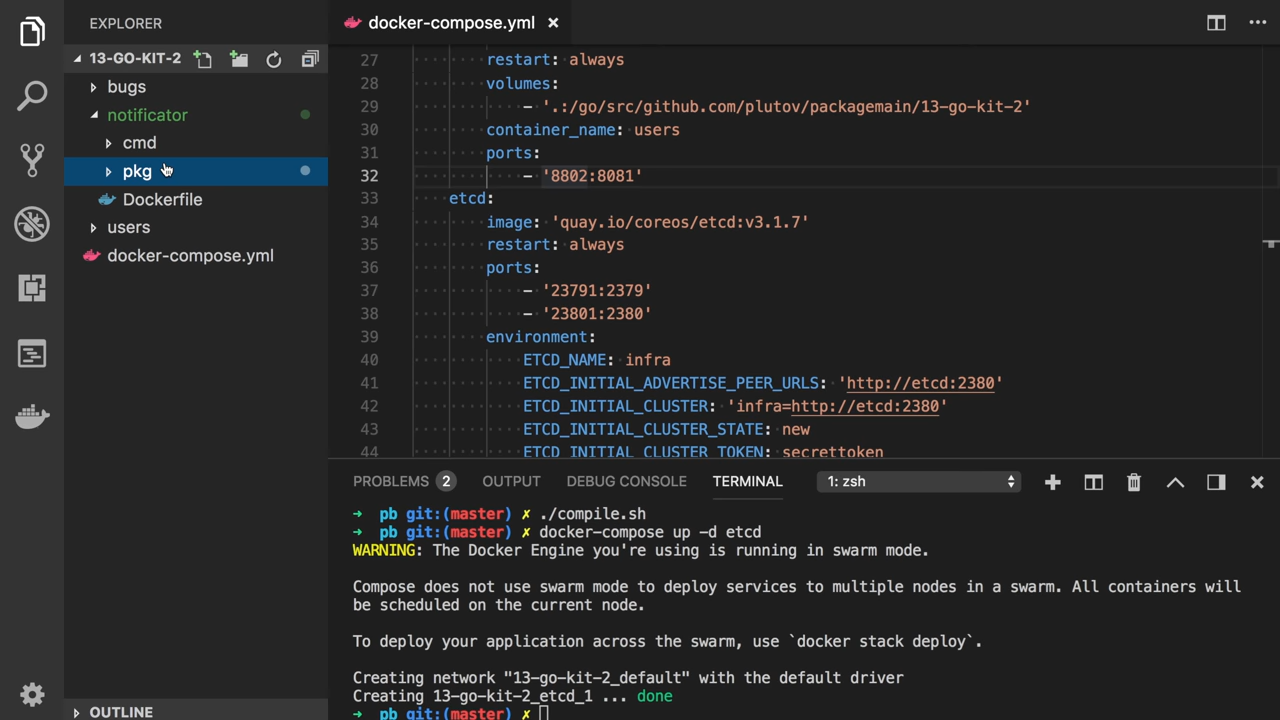 EXPLORER
13-GO-KIT-2
bugs
notificator
cmd
pkg
Dockerfile
users
docker-compose.yml
OUTLINE
docker-compose.yml
27 restart: always
28 volumes:
29 - '.:/go/src/github.com/plutov/packagemain/13-go-kit-2'
30 container_name: users
31 ports:
32 - '8802:8081'
33 etcd:
34 image: 'quay.io/coreos/etcd:v3.1.7'
35 restart: always
36 ports:
37 - '23791:2379'
38 - '23801:2380'
39 environment:
40 ETCD_NAME: infra
41 ETCD_INITIAL_ADVERTISE_PEER_URLS: 'http://etcd:2380'
42 ETCD_INITIAL_CLUSTER: 'infra=http://etcd:2380'
43 ETCD_INITIAL_CLUSTER_STATE: new
44 ETCD_INITIAL_CLUSTER_TOKEN: secrettoken
PROBLEMS 2 OUTPUT DEBUG CONSOLE TERMINAL 1: zsh
➜ pb git:(master) ✗ ./compile.sh
➜ pb git:(master) ✗ docker-compose up -d etcd
WARNING: The Docker Engine you're using is running in swarm mode.
Compose does not use swarm mode to deploy services to multiple nodes in a swarm. All containers will
be scheduled on the current node.
To deploy your application across the swarm, use `docker stack deploy`.
Creating network "13-go-kit-2_default" with the default driver
Creating 13-go-kit-2_etcd_1 ... done
➜ pb git:(master) ✗